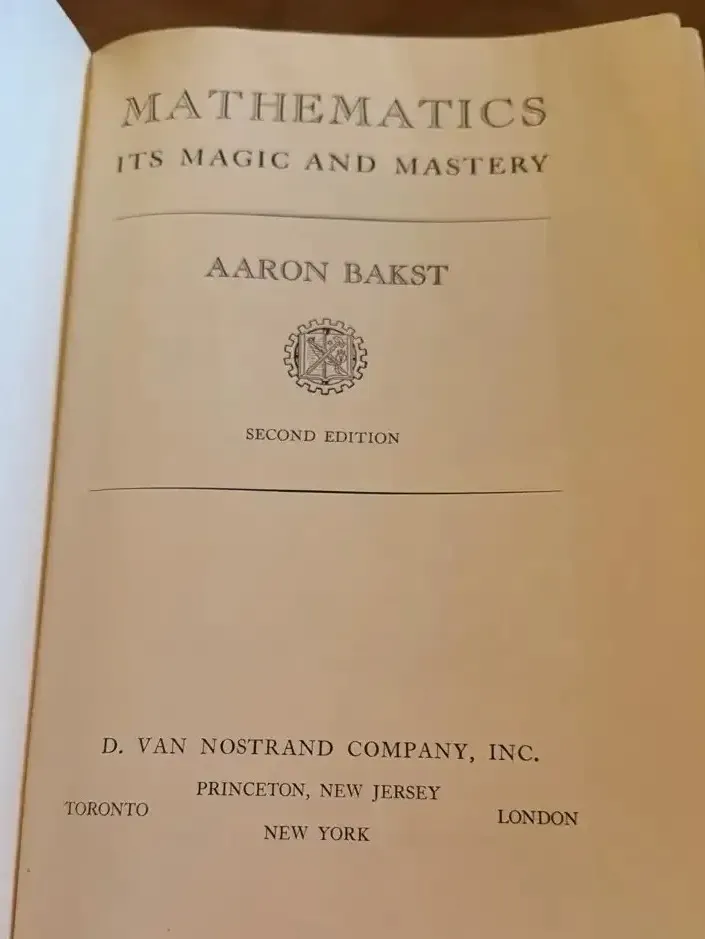 MATHEMATICS
ITS MAGIC AND MASTERY
AARON BAKST
SECOND EDITION
D. VAN NOSTRAND COMPANY, INC.
PRINCETON, NEW JERSEY
TORONTO LONDON
NEW YORK